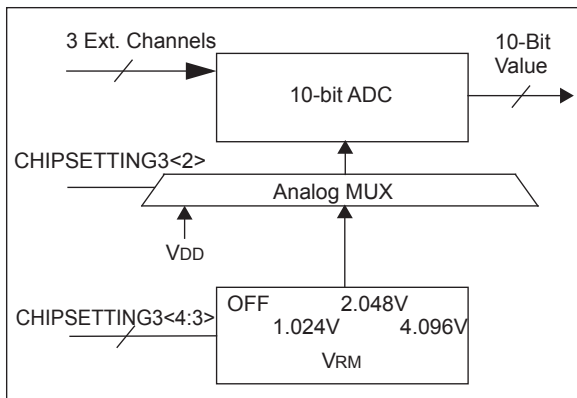 3 Ext. Channels
10-Bit
Value
10-bit ADC
CHIPSETTING3<2>
Analog MUX
VDD
CHIPSETTING3<4:3>
OFF 2.048V
1.024V 4.096V
VRM